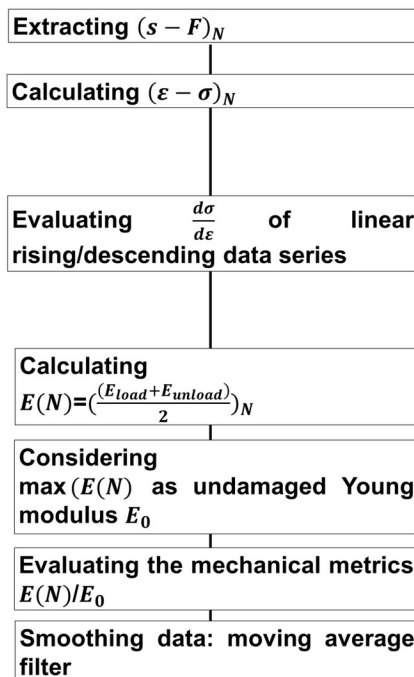 Extracting (s − F)_N
Calculating (ε − σ)_N
Evaluating dσ/dε of linear
rising/descending data series
Calculating
E(N)=((E_load+E_unload)/2)_N
Considering
max (E(N) as undamaged Young
modulus E_0
Evaluating the mechanical metrics
E(N)/E_0
Smoothing data: moving average
filter